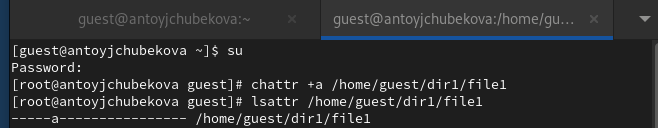 guest@antoyjchubekova:~
guest@antoyjchubekova:/home/gu...
[guest@antoyjchubekova ~]$ su
Password:
[root@antoyjchubekova guest]# chattr +a /home/guest/dir1/file1
[root@antoyjchubekova guest]# lsattr /home/guest/dir1/file1
-----a---------------- /home/guest/dir1/file1